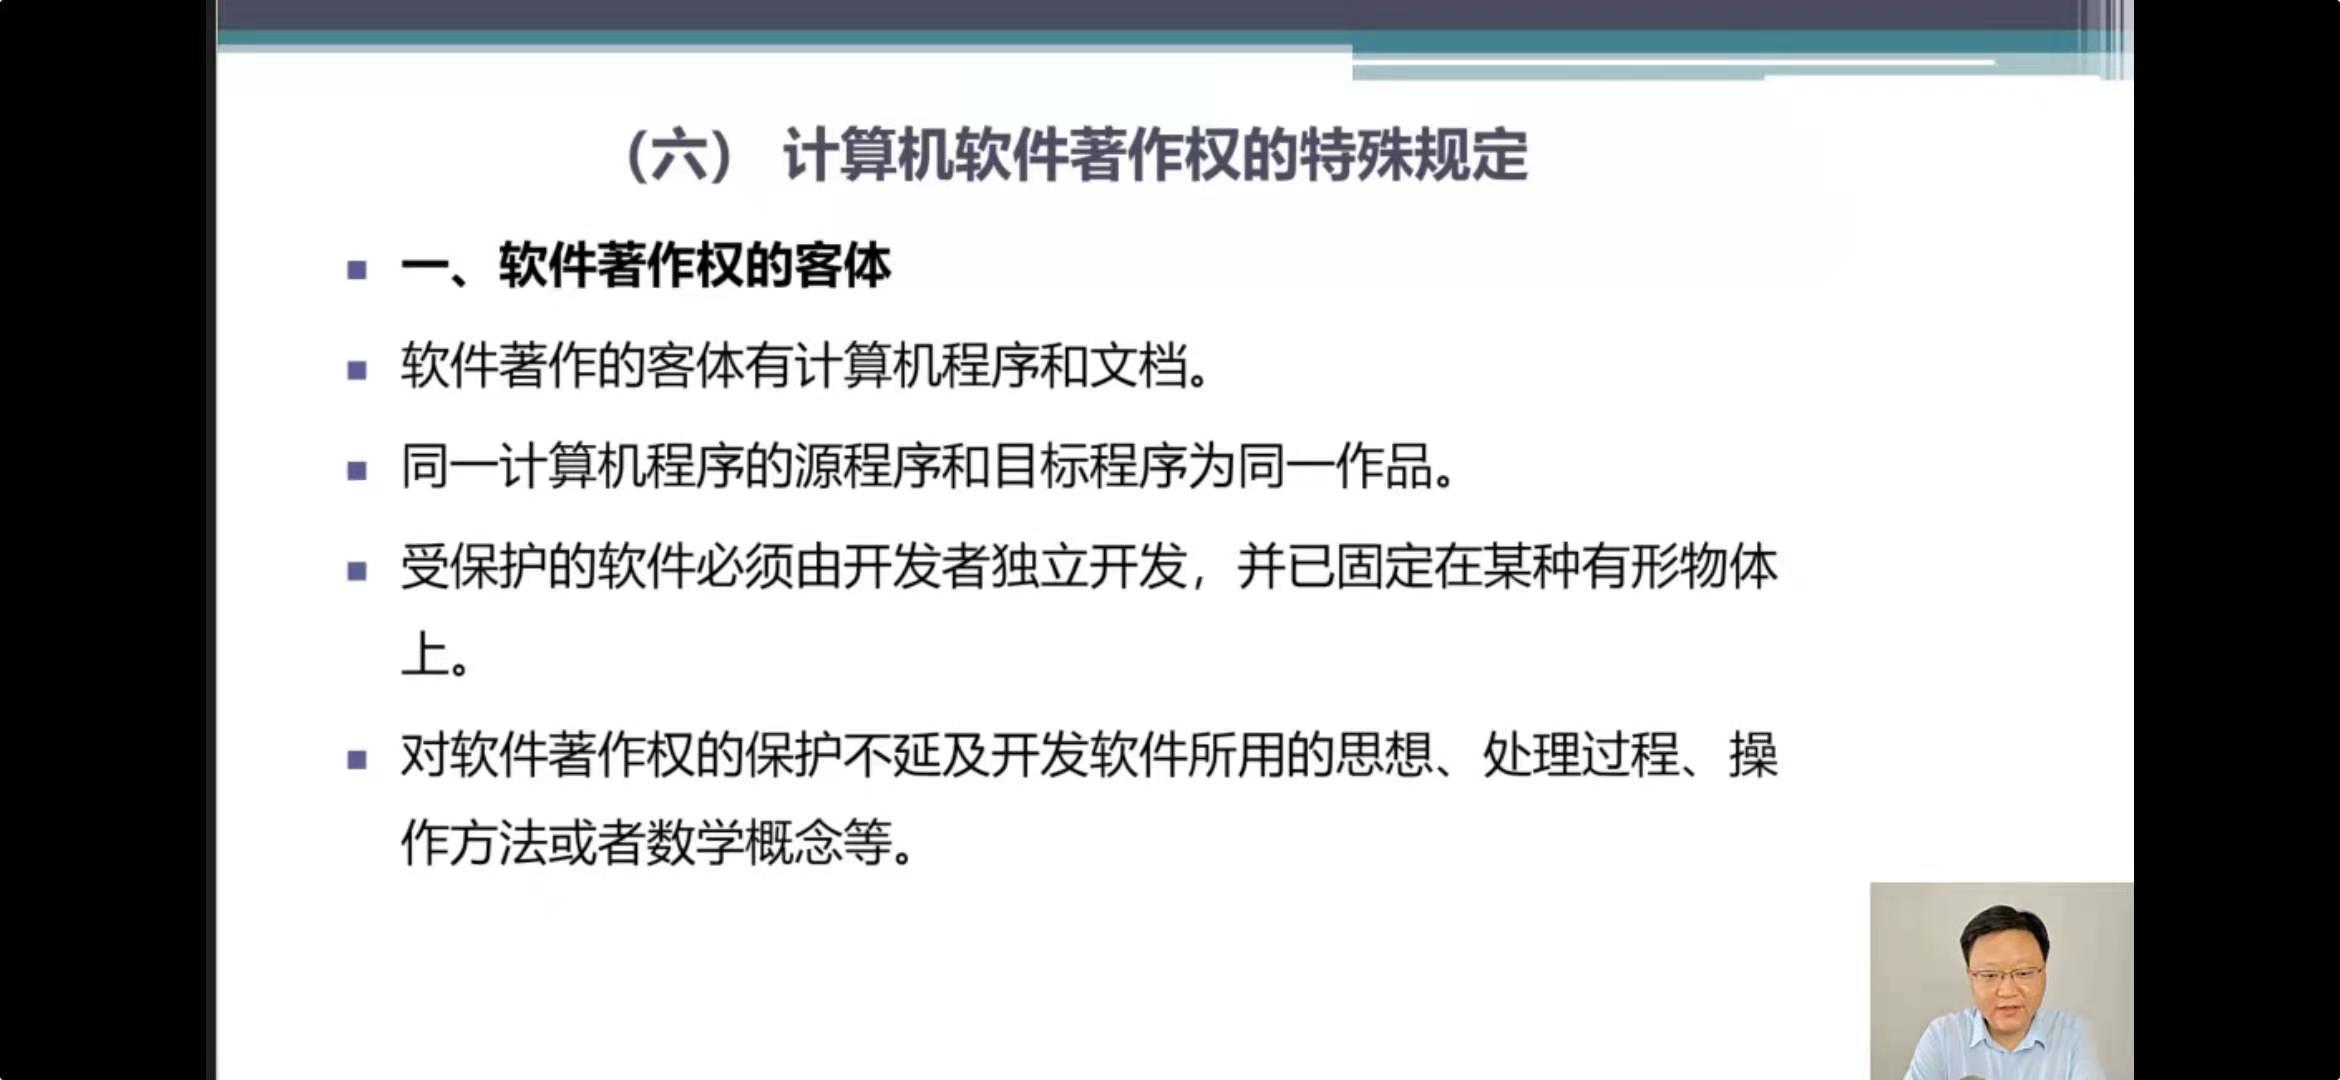 （六） 计算机软件著作权的特殊规定
一、软件著作权的客体
软件著作的客体有计算机程序和文档。
同一计算机程序的源程序和目标程序为同一作品。
受保护的软件必须由开发者独立开发，并已固定在某种有形物体
上。
对软件著作权的保护不延及开发软件所用的思想、处理过程、操
作方法或者数学概念等。